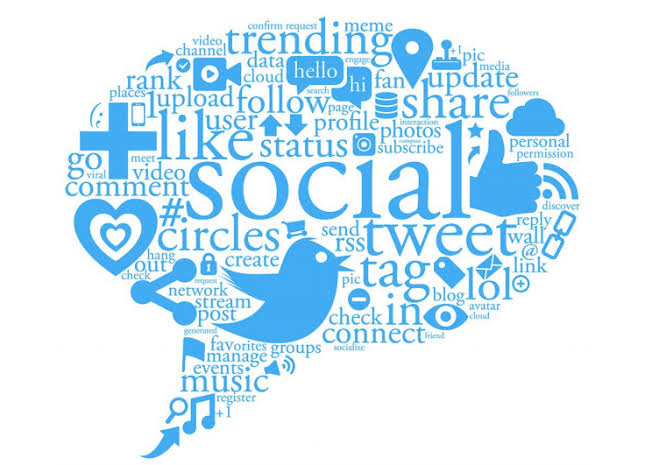 confirm request
meme
video
trending
channel
data
engage
+1
pic
cloud
hello
media
rank
hi
fan
update
places
search
followers
upload
follow
page
share
user
profile
interaction
like
status
photos
compose
personal
go
meet
subscribe
permission
viral
video
social
comment
discover
#
circles
send
tweet
reply
rss
wall
hang
out
create
@
check
tag
link
request
pic
lol
network
blog
stream
avatar
post
check
in
cloud
generated
connect
friend
favorites
groups
socialize
manage
events
music
register
+1